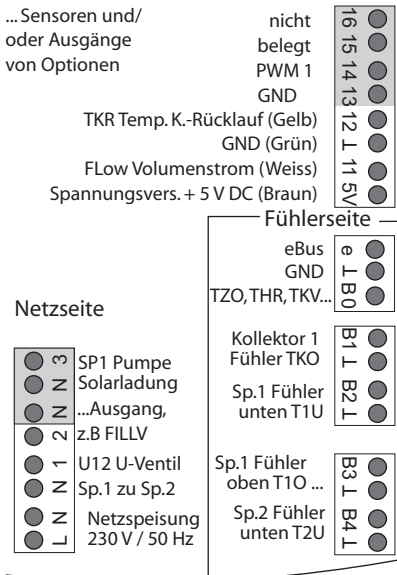 ... Sensoren und/
oder Ausgänge
von Optionen
nicht 16
belegt 15
PWM 1 14
GND 13
TKR Temp. K.-Rücklauf (Gelb) 12
GND (Grün) ⊥
FLow Volumenstrom (Weiss) 11
Spannungsvers. + 5 V DC (Braun) 5V
Fühlerseite
eBus e
GND ⊥
TZO, THR, TKV... B0
Kollektor 1 B1
Fühler TKO ⊥
Sp.1 Fühler B2
unten T1U ⊥
Sp.1 Fühler B3
oben T1O ... ⊥
Sp.2 Fühler B4
unten T2U ⊥
Netzseite
3 SP1 Pumpe
N Solarladung
N ...Ausgang,
2 z.B FILLV
1 U12 U-Ventil
N Sp.1 zu Sp.2
N Netzspeisung
L 230 V / 50 Hz